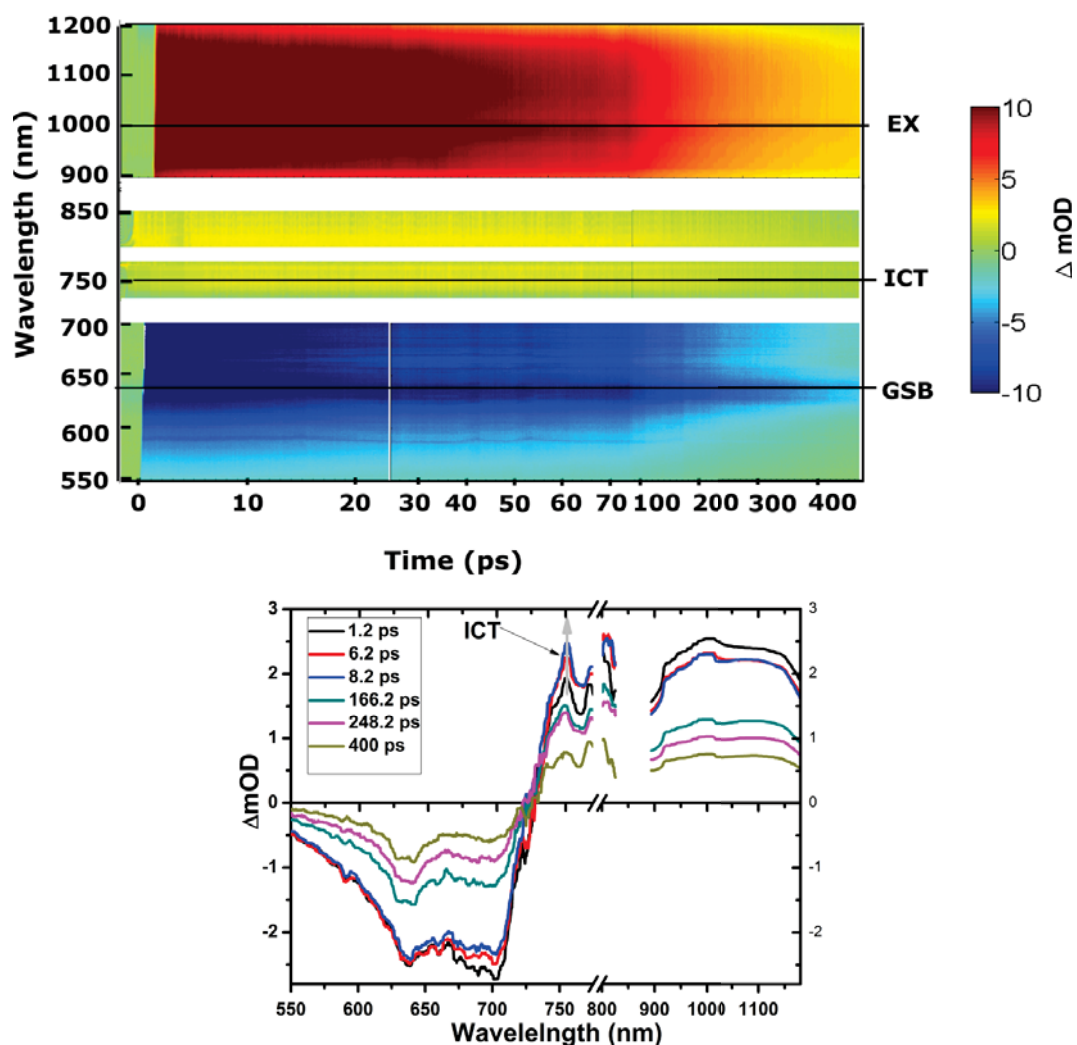 1200
1100
1000
900
850
750
700
650
600
550
Wavelength (nm)
EX
ICT
GSB
10
5
0
-5
-10
Δ mOD
0 10 20 30 40 50 60 70 100 200 300 400
Time (ps)
3
2
1
0
-1
-2
ΔmOD
1.2 ps
6.2 ps
8.2 ps
166.2 ps
248.2 ps
400 ps
ICT
3
2
1
0
-1
-2
550 600 650 700 750 800 900 1000 1100
Wavelelngth (nm)